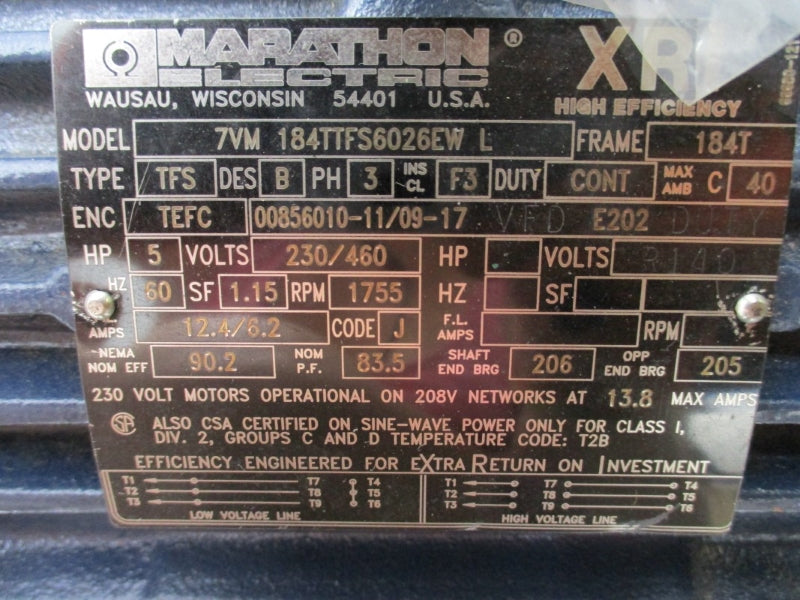 MARATHON ®
ELECTRIC
WAUSAU, WISCONSIN 54401 U.S.A.
HIGH EFFICIENCY
MODEL 7VM 184TTFS6026EW L FRAME 184T
TYPE TFS DES B PH 3 INS CL F3 DUTY CONT MAX AMB C 40
ENC TEFC 00856010-11/09-17 VFD E202 DUTY
HP 5 VOLTS 230/460 HP VOLTS
HZ 60 SF 1.15 RPM 1755 HZ SF
AMPS 12.4/6.2 CODE J F.L. AMPS RPM
NEMA NOM EFF 90.2 NOM P.F. 83.5 SHAFT END BRG 206 OPP END BRG 205
230 VOLT MOTORS OPERATIONAL ON 208V NETWORKS AT 13.8 MAX AMPS
SA ALSO CSA CERTIFIED ON SINE-WAVE POWER ONLY FOR CLASS I,
DIV. 2, GROUPS C AND D TEMPERATURE CODE: T2B
EFFICIENCY ENGINEERED FOR EXTRA RETURN ON INVESTMENT
T1 T7 T4 T1 T7 T4
T2 T8 T5 T2 T8 T5
T3 T9 T6 T3 T9 T6
LOW VOLTAGE LINE HIGH VOLTAGE LINE